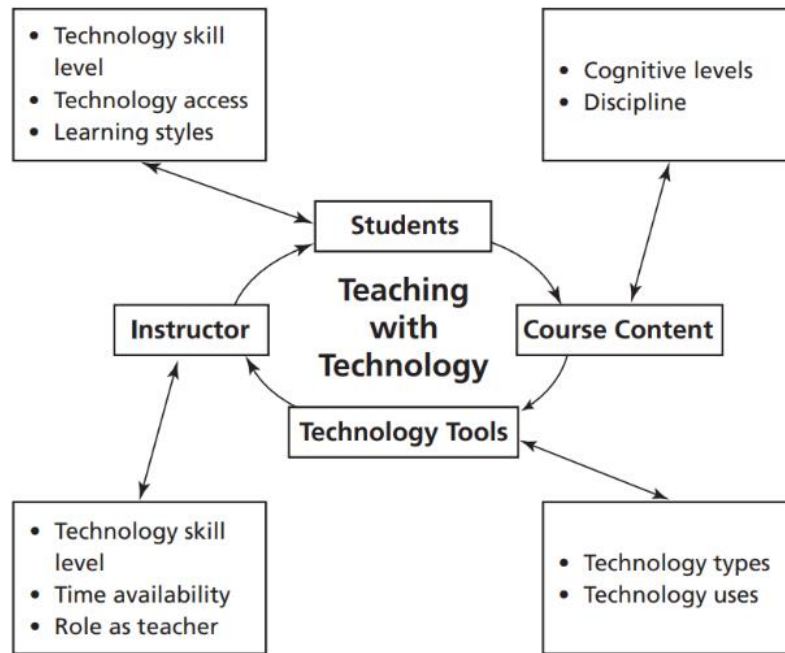 • Technology skill
level
• Technology access
• Learning styles
• Cognitive levels
• Discipline
Students
Teaching
with
Technology
Instructor
Course Content
Technology Tools
• Technology skill
level
• Time availability
• Role as teacher
• Technology types
• Technology uses